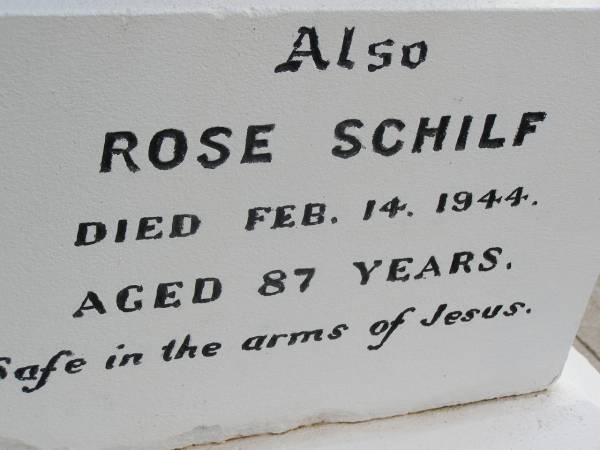 Also
ROSE SCHILF
DIED FEB. 14. 1944.
AGED 87 YEARS.
Safe in the arms of Jesus.